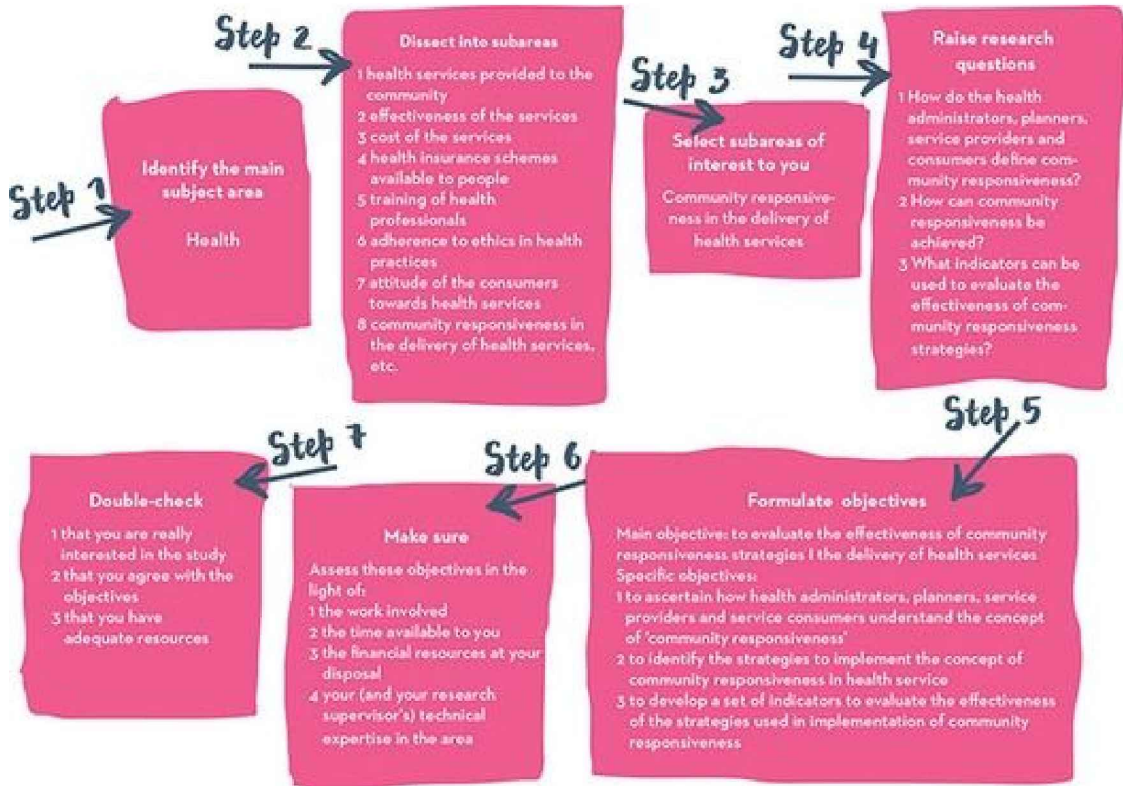 Step 1
Identify the main
subject area
Health
Step 2
Dissect into subareas
1 health services provided to the
community
2 effectiveness of the services
3 cost of the services
4 health insurance schemes
available to people
5 training of health
professionals
6 adherence to ethics in health
practices
7 attitude of the consumers
towards health services
8 community responsiveness in
the delivery of health services,
etc.
Step 3
Select subareas of
interest to you
Community responsive-
ness in the delivery of
health services
Step 4
Raise research
questions
1 How do the health
administrators, planners,
service providers and
consumers define com-
munity responsiveness?
2 How can community
responsiveness be
achieved?
3 What indicators can be
used to evaluate the
effectiveness of com-
munity responsiveness
strategies?
Step 5
Formulate objectives
Main objective: to evaluate the effectiveness of community
responsiveness strategies I the delivery of health services
Specific objectives:
1 to ascertain how health administrators, planners, service
providers and service consumers understand the concept
of 'community responsiveness'
2 to identify the strategies to implement the concept of
community responsiveness in health service
3 to develop a set of indicators to evaluate the effectiveness
of the strategies used in implementation of community
responsiveness
Step 6
Make sure
Assess these objectives in the
light of:
1 the work involved
2 the time available to you
3 the financial resources at your
disposal
4 your (and your research
supervisor's) technical
expertise in the area
Step 7
Double-check
1 that you are really
interested in the study
2 that you agree with the
objectives
3 that you have
adequate resources